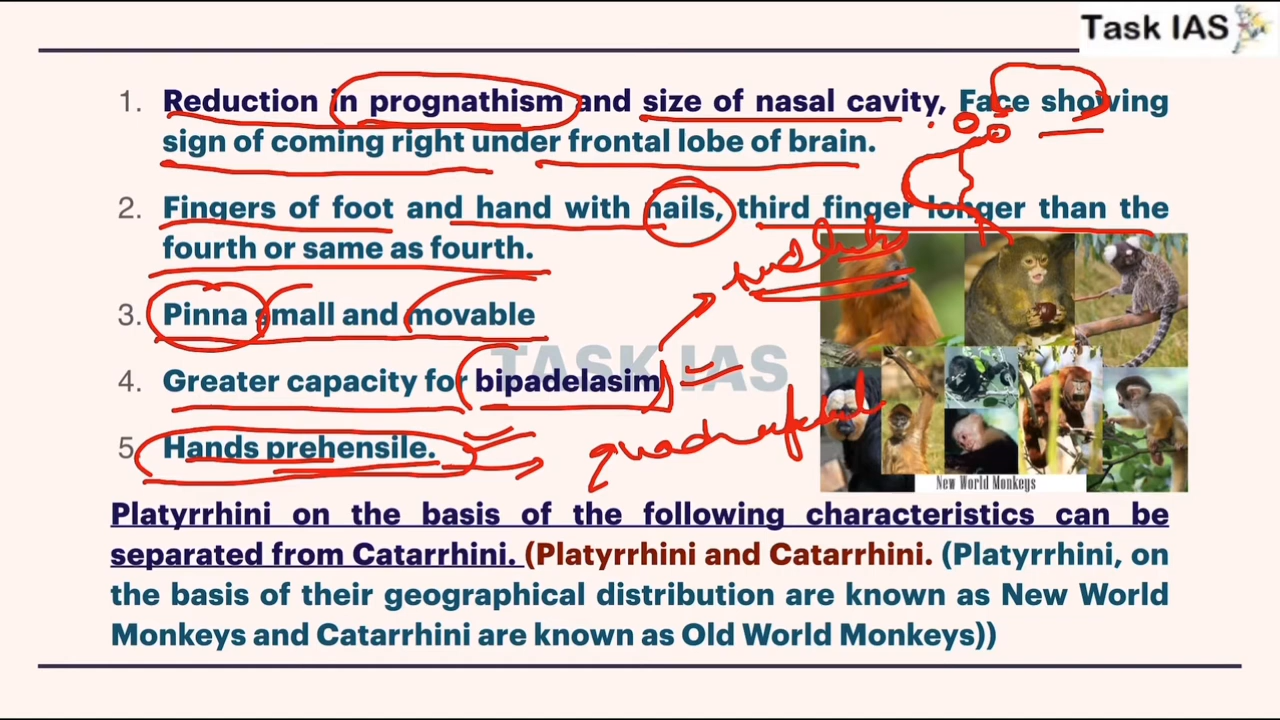 Task IAS
1. Reduction in prognathism and size of nasal cavity, Face showing
sign of coming right under frontal lobe of brain.
2. Fingers of foot and hand with nails, third finger longer than the
fourth or same as fourth.
3. Pinna small and movable
TASK IAS
4. Greater capacity for bipadelasim
5. Hands prehensile.
New World Monkeys
Platyrrhini on the basis of the following characteristics can be
separated from Catarrhini. (Platyrrhini and Catarrhini. (Platyrrhini, on
the basis of their geographical distribution are known as New World
Monkeys and Catarrhini are known as Old World Monkeys))